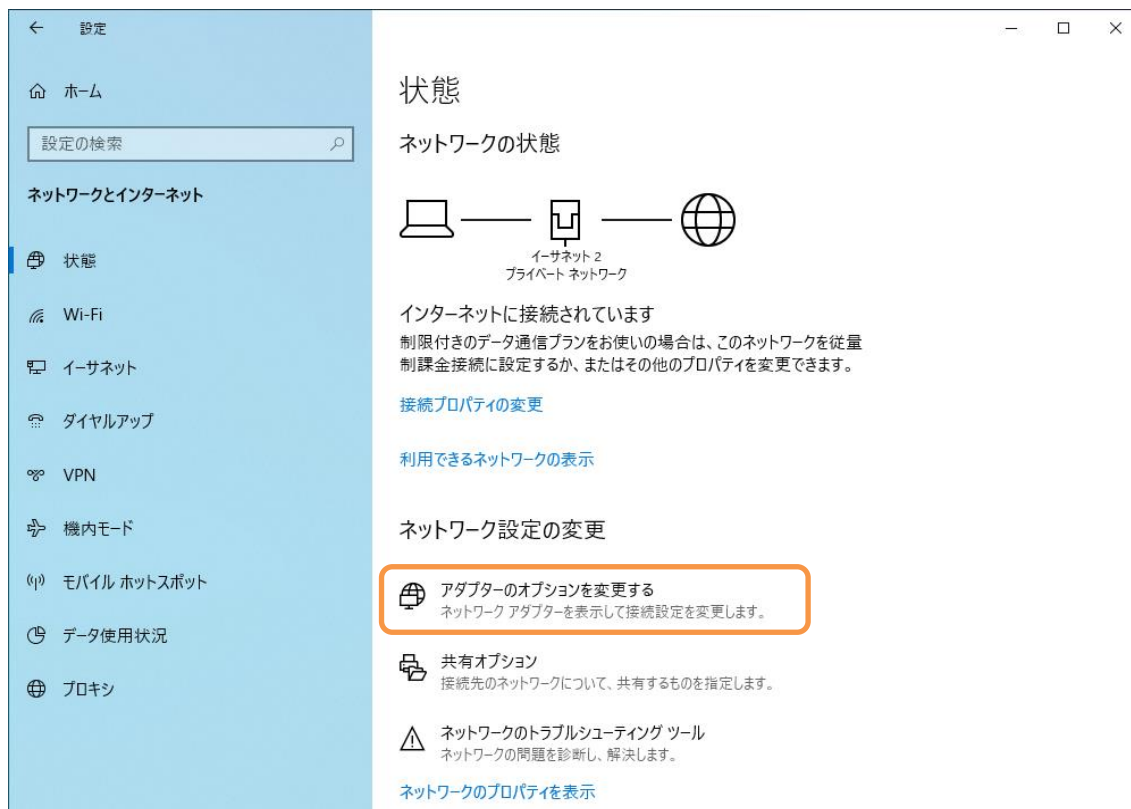 設定
ホーム
設定の検索
ネットワークとインターネット
状態
Wi-Fi
イーサネット
ダイヤルアップ
VPN
機内モード
モバイル ホットスポット
データ使用状況
プロキシ
状態
ネットワークの状態
イーサネット 2
プライベート ネットワーク
インターネットに接続されています
制限付きのデータ通信プランをお使いの場合は、このネットワークを従量
制課金接続に設定するか、またはその他のプロパティを変更できます。
接続プロパティの変更
利用できるネットワークの表示
ネットワーク設定の変更
アダプターのオプションを変更する
ネットワーク アダプターを表示して接続設定を変更します。
共有オプション
接続先のネットワークについて、共有するものを指定します。
ネットワークのトラブルシューティング ツール
ネットワークの問題を診断し、解決します。
ネットワークのプロパティを表示